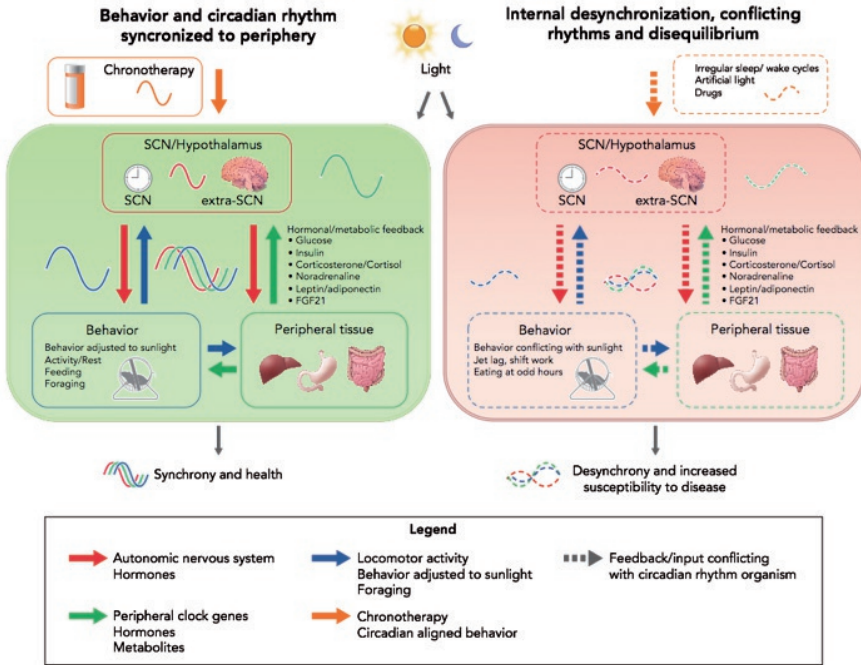 Behavior and circadian rhythm
syncronized to periphery
Internal desynchronization, conflicting
rhythms and disequilibrium
Chronotherapy
Light
Irregular sleep/ wake cycles
Artificial light
Drugs
SCN/Hypothalamus
SCN
extra-SCN
Hormonal/metabolic feedback
• Glucose
• Insulin
• Corticosterone/Cortisol
• Noradrenaline
• Leptin/adiponectin
• FGF21
Behavior
Behavior adjusted to sunlight
Activity/Rest
Feeding
Foraging
Peripheral tissue
SCN/Hypothalamus
SCN
extra-SCN
Hormonal/metabolic feedback
• Glucose
• Insulin
• Corticosterone/Cortisol
• Noradrenaline
• Leptin/adiponectin
• FGF21
Behavior
Behavior conflicting with sunlight
Jet lag, shift work
Eating at odd hours
Peripheral tissue
Synchrony and health
Desynchrony and increased
susceptibility to disease
Legend
Autonomic nervous system
Hormones
Locomotor activity
Behavior adjusted to sunlight
Foraging
Feedback/input conflicting
with circadian rhythm organism
Peripheral clock genes
Hormones
Metabolites
Chronotherapy
Circadian aligned behavior